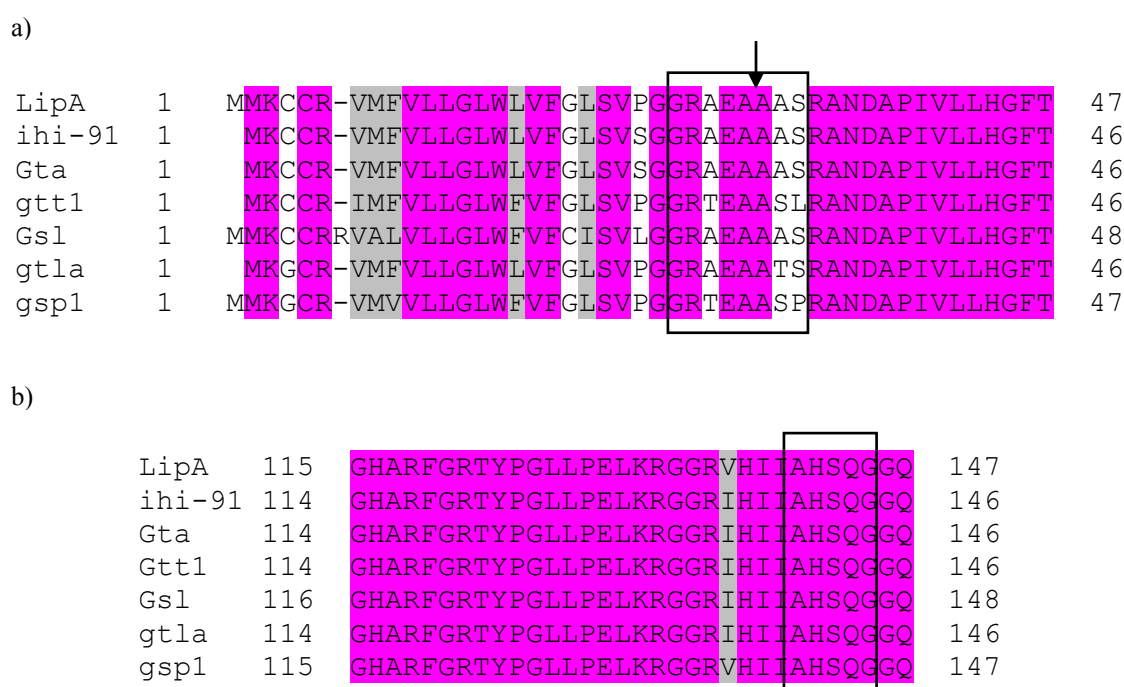 a)
LipA 1 MMKCCR-VMFVLLGLWLVFGLSVPGGRAEAAASRANDAPIVLLHGFT 47
ihi-91 1 MKCCR-VMFVLLGLWLVFGLSVSGGRAEAAASRANDAPIVLLHGFT 46
Gta 1 MKCCR-VMFVLLGLWLVFGLSVSGGRAEAAASRANDAPIVLLHGFT 46
gtt1 1 MKCCR-IMFVLLGLWFVFGLSVPGGRTEAASLRANDAPIVLLHGFT 46
Gsl 1 MMKCCRRVALVLLGLWFVFCISVLGGRAEAAASRANDAPIVLLHGFT 48
gtla 1 MKGCR-VMFVLLGLWLVFGLSVPGGRAEAATSRANDAPIVLLHGFT 46
gsp1 1 MMKGCR-VMVVLLGLWFVFGLSVPGGRTEAASPRANDAPIVLLHGFT 47
b)
LipA 115 GHARFGRTYPGLLPELKRGGRVHIIAHSQGGQ 147
ihi-91 114 GHARFGRTYPGLLPELKRGGRIHIIAHSQGGQ 146
Gta 114 GHARFGRTYPGLLPELKRGGRIHIIAHSQGGQ 146
Gtt1 114 GHARFGRTYPGLLPELKRGGRIHIIAHSQGGQ 146
Gsl 116 GHARFGRTYPGLLPELKRGGRIHIIAHSQGGQ 148
gtla 114 GHARFGRTYPGLLPELKRGGRIHIIAHSQGGQ 146
gsp1 115 GHARFGRTYPGLLPELKRGGRVHIIAHSQGGQ 147